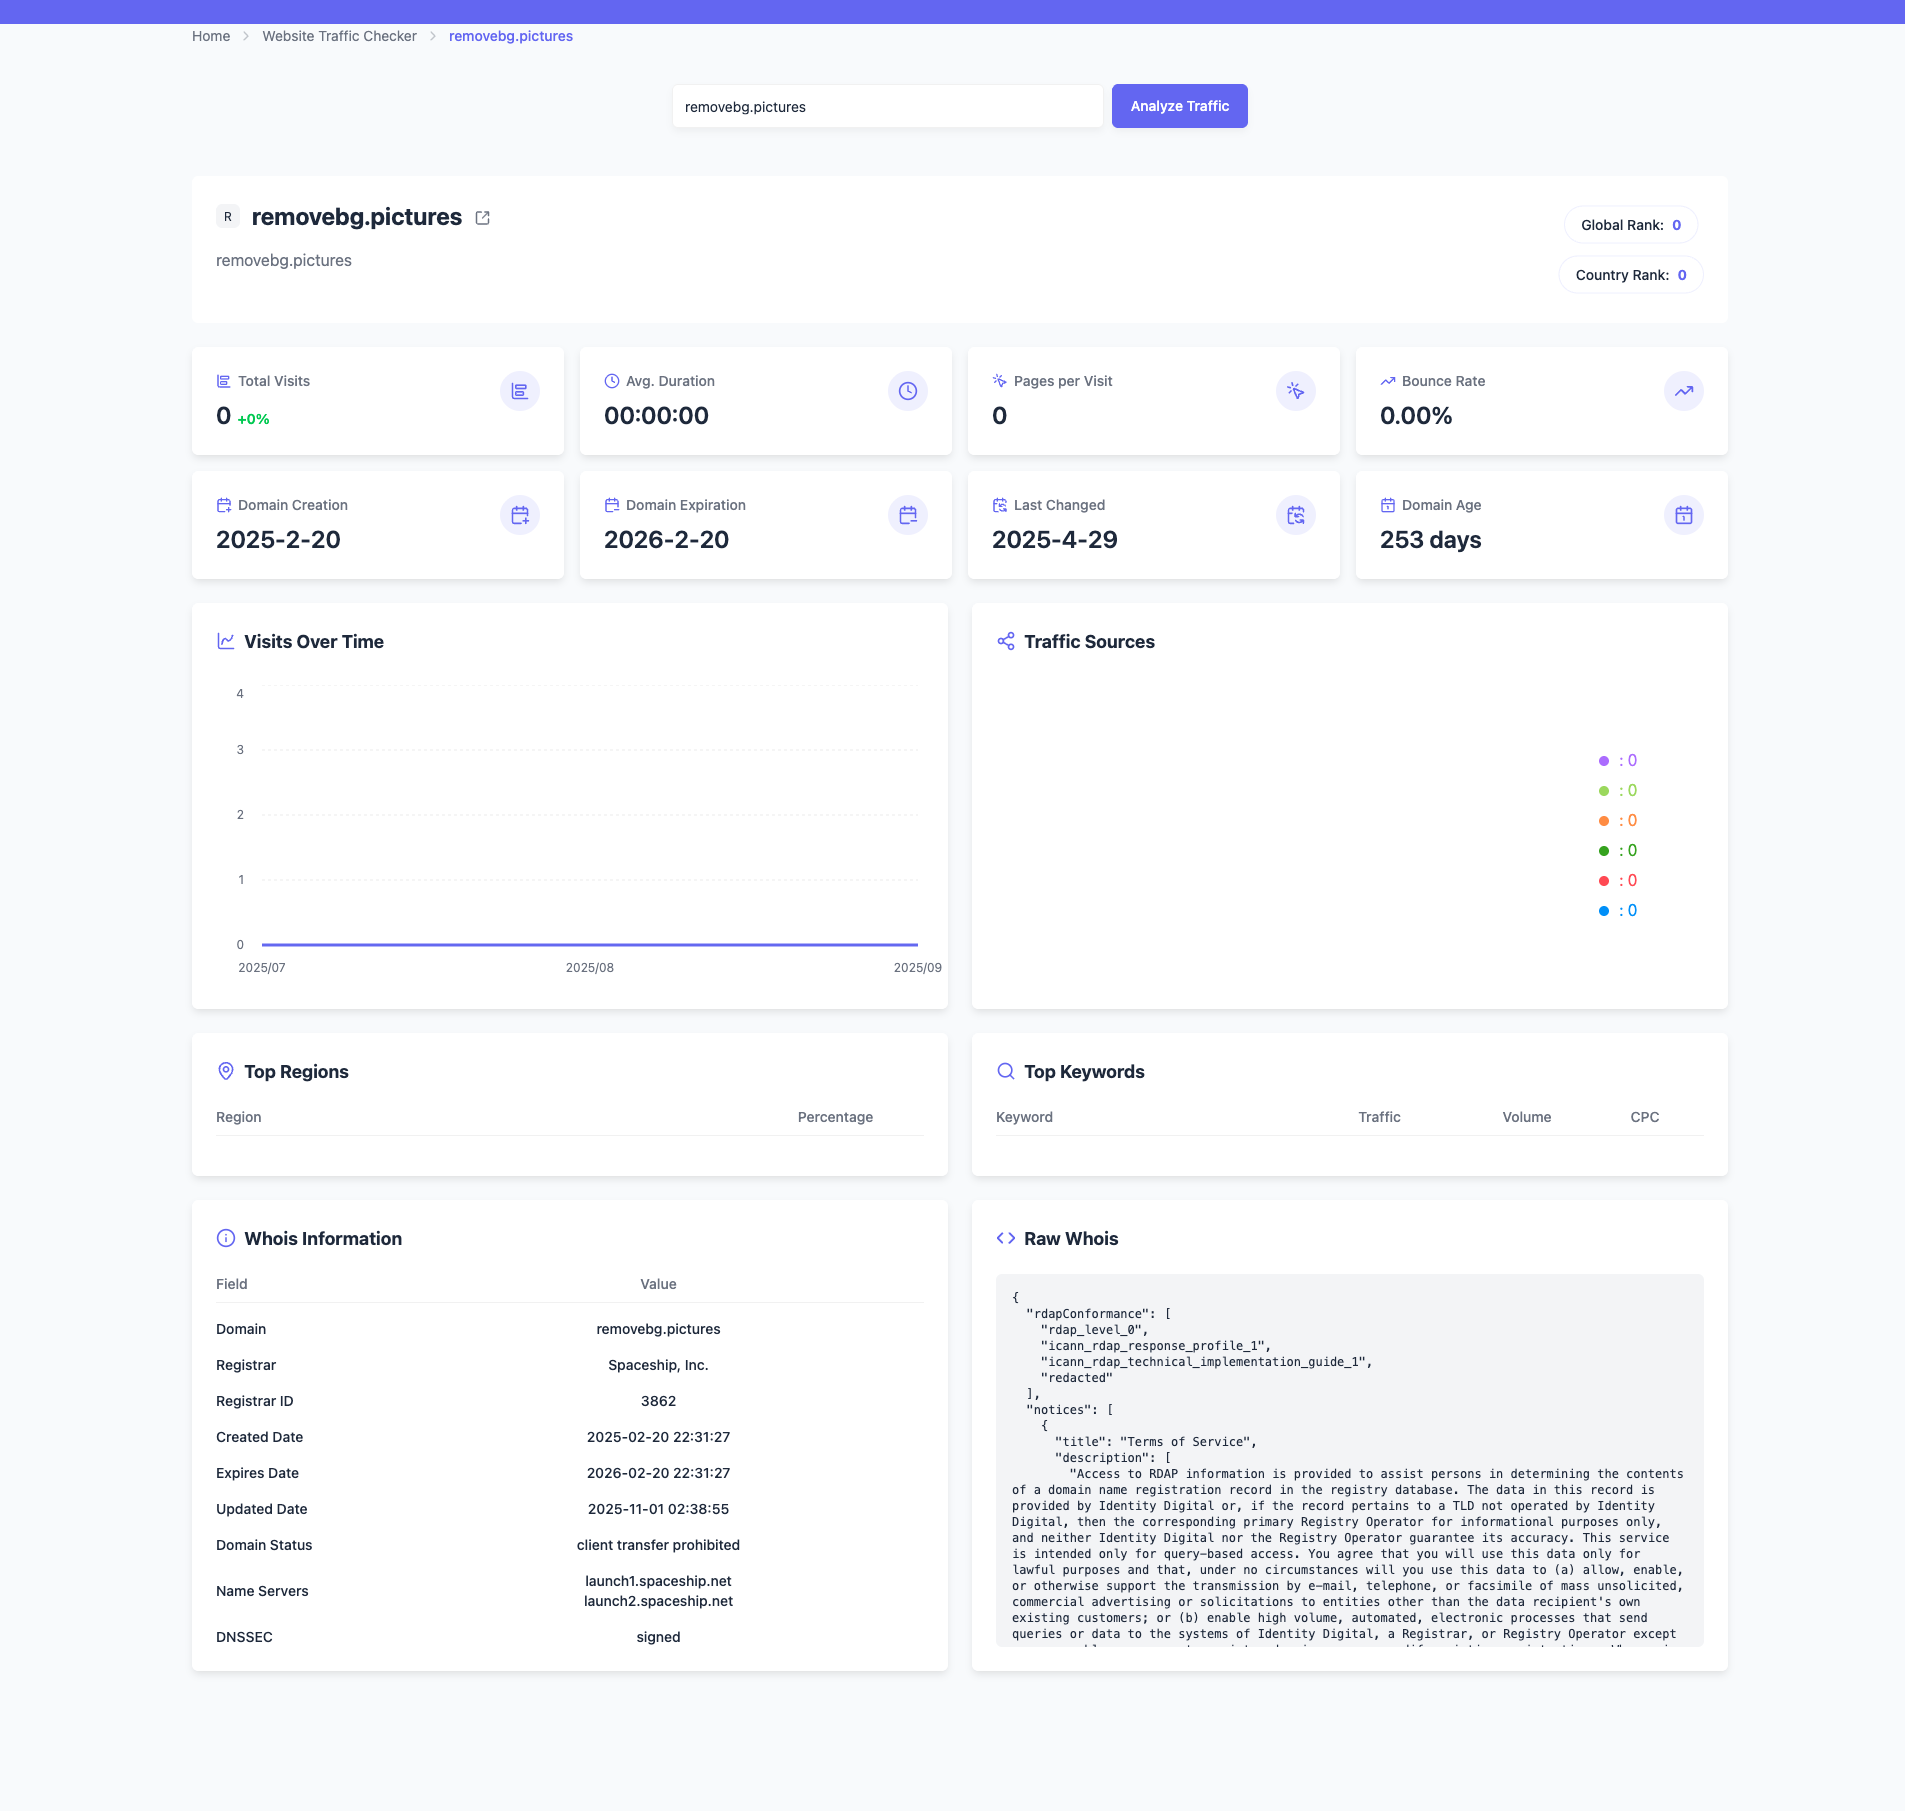 Home
Website Traffic Checker
removebg.pictures
removebg.pictures
Analyze Traffic
R
removebg.pictures
removebg.pictures
Global Rank: 0
Country Rank: 0
Total Visits
0 +0%
Avg. Duration
00:00:00
Pages per Visit
0
Bounce Rate
0.00%
Domain Creation
2025-2-20
Domain Expiration
2026-2-20
Last Changed
2025-4-29
Domain Age
253 days
Visits Over Time
4
3
2
1
0
2025/07
2025/08
2025/09
Traffic Sources
: 0
: 0
: 0
: 0
: 0
: 0
Top Regions
Region Percentage
Top Keywords
Keyword Traffic Volume CPC
Whois Information
Field Value
Domain removebg.pictures
Registrar Spaceship, Inc.
Registrar ID 3862
Created Date 2025-02-20 22:31:27
Expires Date 2026-02-20 22:31:27
Updated Date 2025-11-01 02:38:55
Domain Status client transfer prohibited
Name Servers launch1.spaceship.net
launch2.spaceship.net
DNSSEC signed
Raw Whois
{
"rdapConformance": [
"rdap_level_0",
"icann_rdap_response_profile_1",
"icann_rdap_technical_implementation_guide_1",
"redacted"
],
"notices": [
{
"title": "Terms of Service",
"description": [
"Access to RDAP information is provided to assist persons in determining the contents
of a domain name registration record in the registry database. The data in this record is
provided by Identity Digital or, if the record pertains to a TLD not operated by Identity
Digital, then the corresponding primary Registry Operator for informational purposes only,
and neither Identity Digital nor the Registry Operator guarantee its accuracy. This service
is intended only for query-based access. You agree that you will use this data only for
lawful purposes and that, under no circumstances will you use this data to (a) allow, enable,
or otherwise support the transmission by e-mail, telephone, or facsimile of mass unsolicited,
commercial advertising or solicitations to entities other than the data recipient's own
existing customers; or (b) enable high volume, automated, electronic processes that send
queries or data to the systems of Identity Digital, a Registrar, or Registry Operator except